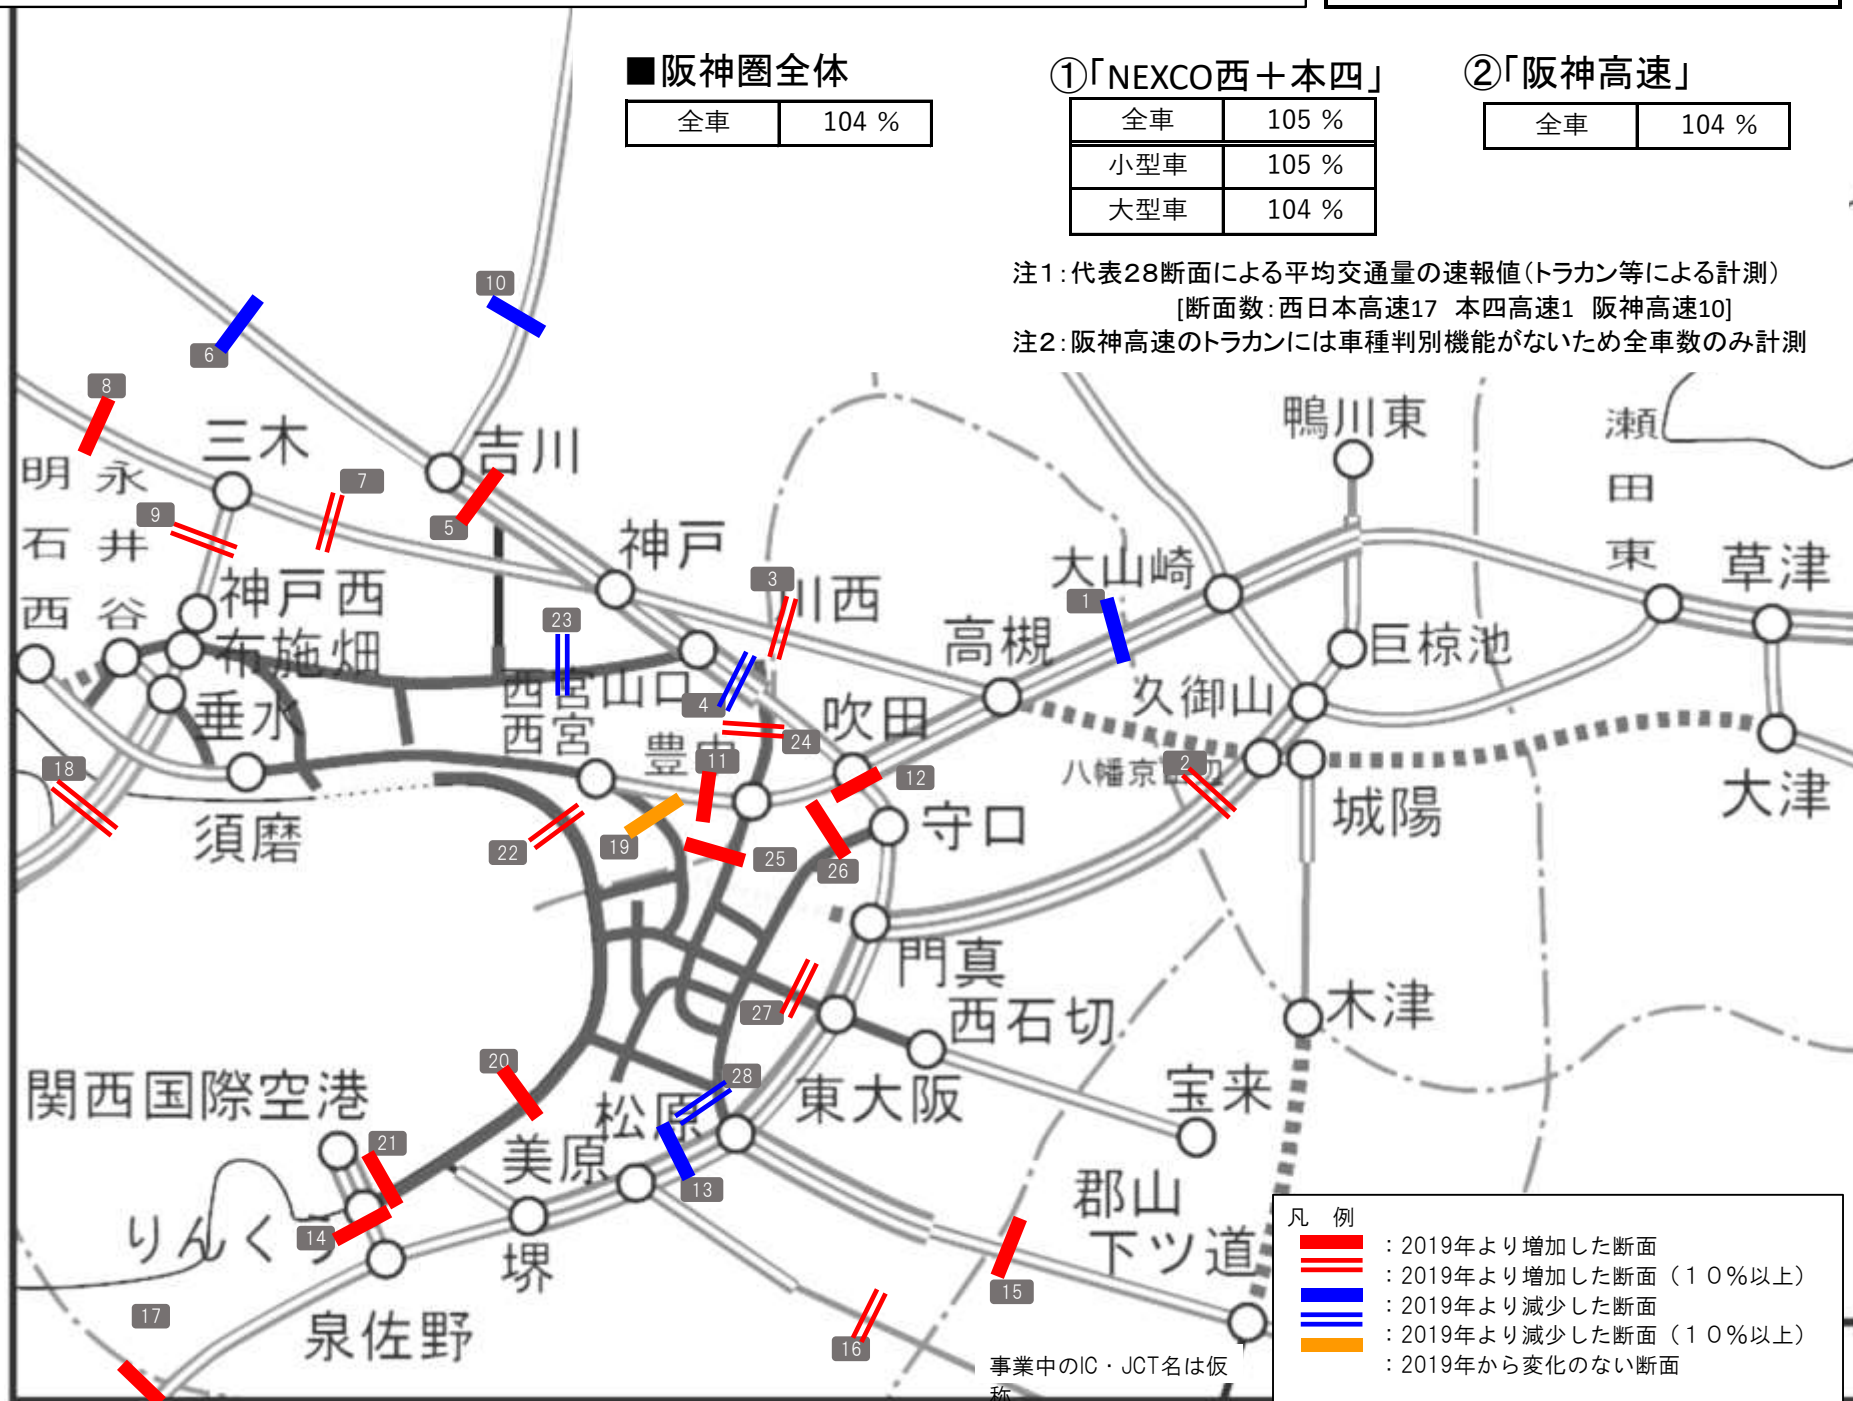 ■阪神圏全体
全車 104 %
①「NEXCO西＋本四」
全車 105 %
小型車 105 %
大型車 104 %
②「阪神高速」
全車 104 %
注1：代表28断面による平均交通量の速報値（トラカン等による計測）
[断面数：西日本高速17 本四高速1 阪神高速10]
注2：阪神高速のトラカンには車種判別機能がないため全車数のみ計測
10
6
8
鴨川東
瀬田東
三木
吉川
明石西
永井谷
7
9
5
神戸
大山崎
草津
3
川西
1
神戸西
23
高槻
布施畑
巨椋池
西宮山口
久御山
4
吹田
垂水
西宮
豊中
24
11
18
12
八幡京田辺
2
大津
須磨
城陽
守口
22
19
25
26
門真
木津
27
西石切
20
28
関西国際空港
松原
東大阪
宝来
21
美原
13
郡山下ツ道
りんくう
14
堺
15
17
泉佐野
16
事業中のIC・JCT名は仮
称
凡 例
：2019年より増加した断面
：2019年より増加した断面（１０％以上）
：2019年より減少した断面
：2019年より減少した断面（１０％以上）
：2019年から変化のない断面